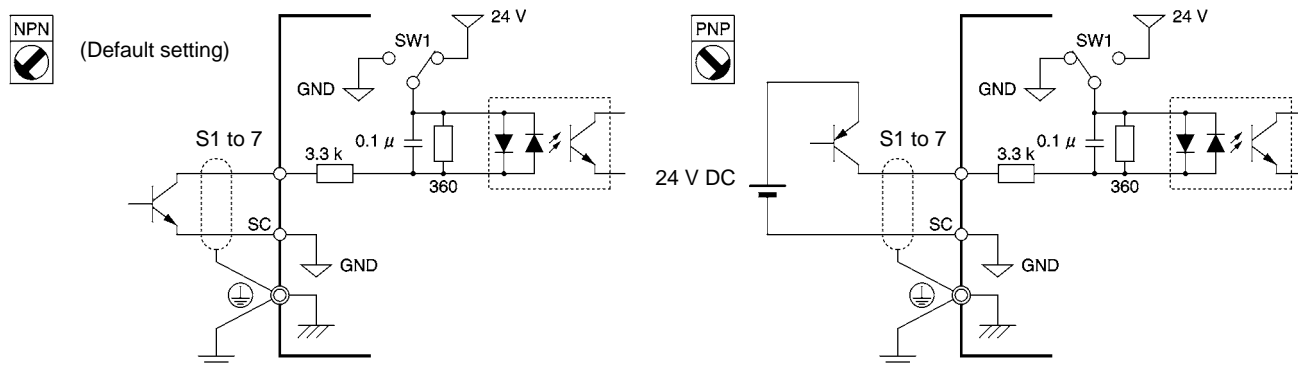 NPN
(Default setting)
24 V
SW1
GND
S1 to 7
0.1 μ
3.3 k
360
SC
GND
PNP
24 V
SW1
GND
S1 to 7
0.1 μ
3.3 k
360
24 V DC
SC
GND